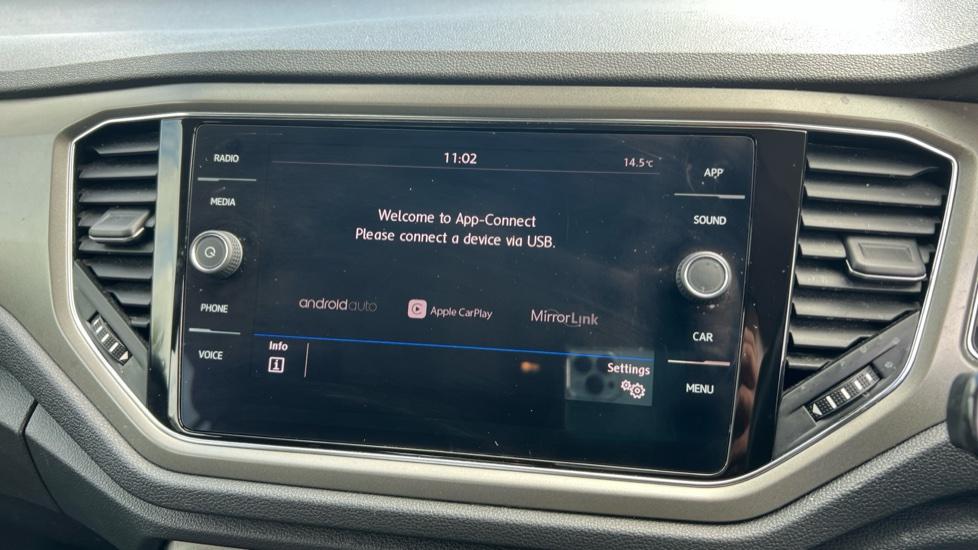 RADIO
MEDIA
PHONE
VOICE
11:02
14.5°C
Welcome to App-Connect
Please connect a device via USB.
androidauto
Apple CarPlay
MirrorLink
Info
i
Settings
APP
SOUND
CAR
MENU